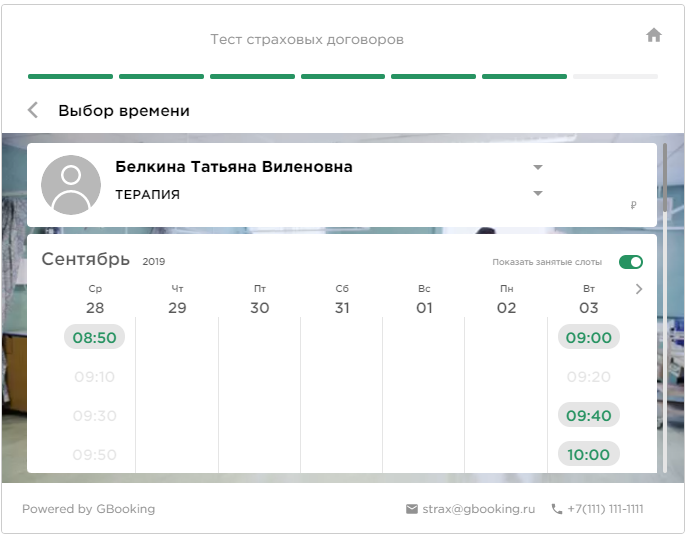 Тест страховых договоров
Выбор времени
Белкина Татьяна Виленовна
ТЕРАПИЯ
₽
Сентябрь 2019 Показать занятые слоты
Ср Чт Пт Сб Вс Пн Вт
28 29 30 31 01 02 03
08:50 09:00
09:10 09:20
09:30 09:40
09:50 10:00
Powered by GBooking strax@gbooking.ru +7(111) 111-1111